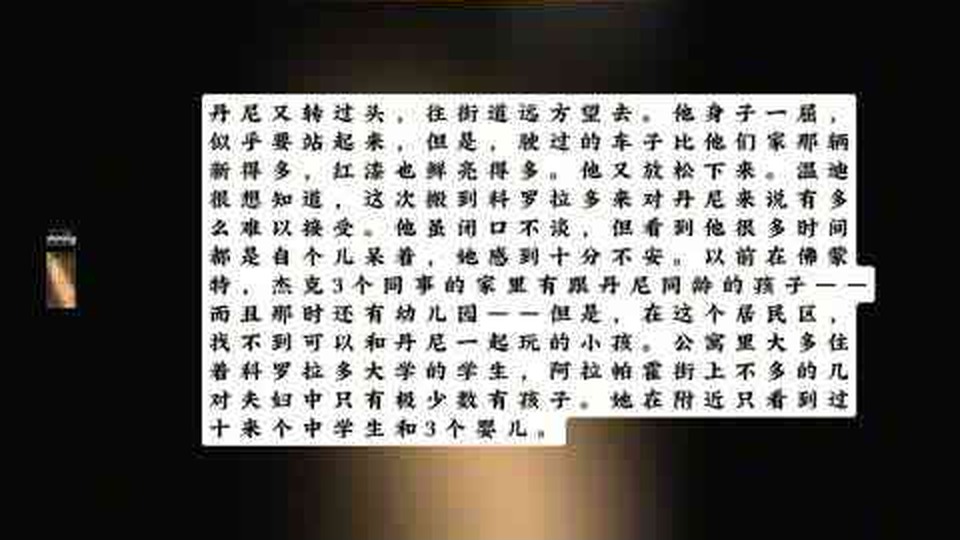 丹尼又转过头，往街道远方望去。他身子一屈，
似乎要站起来，但是，驶过的车子比他们家那辆
新得多，红漆也鲜亮得多。他又放松下来。温迪
很想知道，这次搬到科罗拉多来对丹尼来说有多
么难以接受。他虽闭口不谈，但看到他很多时间
都是自个儿呆着，她感到十分不安。以前在佛蒙
特，杰克3个同事的家里有跟丹尼同龄的孩子——
而且那时还有幼儿园——但是，在这个居民区，
找不到可以和丹尼一起玩的小孩。公寓里大多住
着科罗拉多大学的学生，阿拉帕霍街上不多的几
对夫妇中只有极少数有孩子。她在附近只看到过
十来个中学生和3个婴儿。